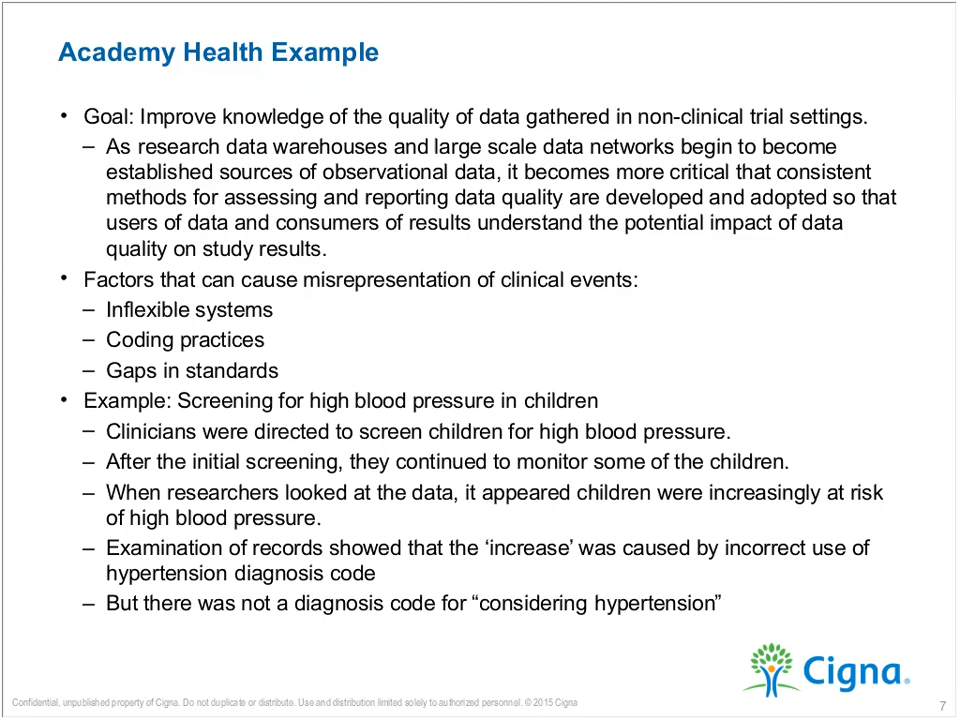 Academy Health Example
• Goal: Improve knowledge of the quality of data gathered in non-clinical trial settings.
– As research data warehouses and large scale data networks begin to become
established sources of observational data, it becomes more critical that consistent
methods for assessing and reporting data quality are developed and adopted so that
users of data and consumers of results understand the potential impact of data
quality on study results.
• Factors that can cause misrepresentation of clinical events:
– Inflexible systems
– Coding practices
– Gaps in standards
• Example: Screening for high blood pressure in children
– Clinicians were directed to screen children for high blood pressure.
– After the initial screening, they continued to monitor some of the children.
– When researchers looked at the data, it appeared children were increasingly at risk
of high blood pressure.
– Examination of records showed that the ‘increase’ was caused by incorrect use of
hypertension diagnosis code
– But there was not a diagnosis code for “considering hypertension”
Cigna®
Confidential, unpublished property of Cigna. Do not duplicate or distribute. Use and distribution limited solely to authorized personnel. © 2015 Cigna
7